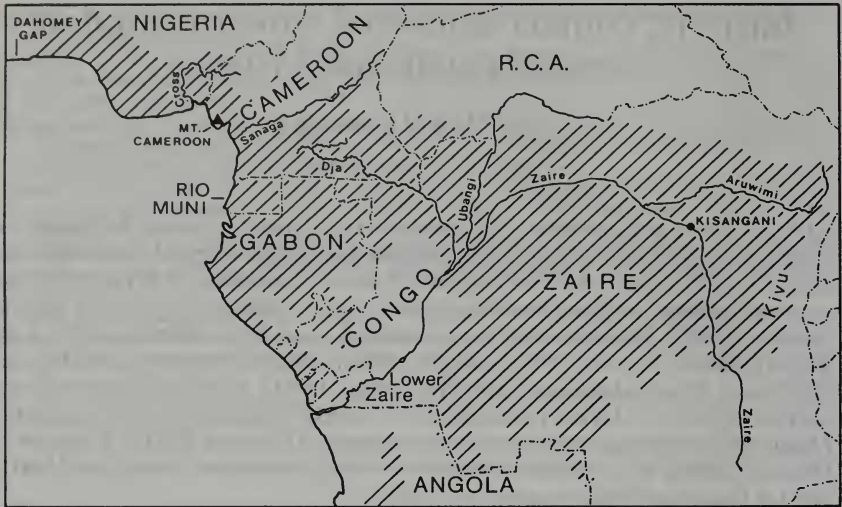 DAHOMEY
GAP
NIGERIA
Cross
CAMEROON
R.C.A.
MT.
CAMEROON
Sanaga
Dja
Ubangi
Zaire
Aruwimi
RIO
MUNI
KISANGANI
GABON
CONGO
ZAIRE
Kivu
Lower
Zaire
Zaire
ANGOLA